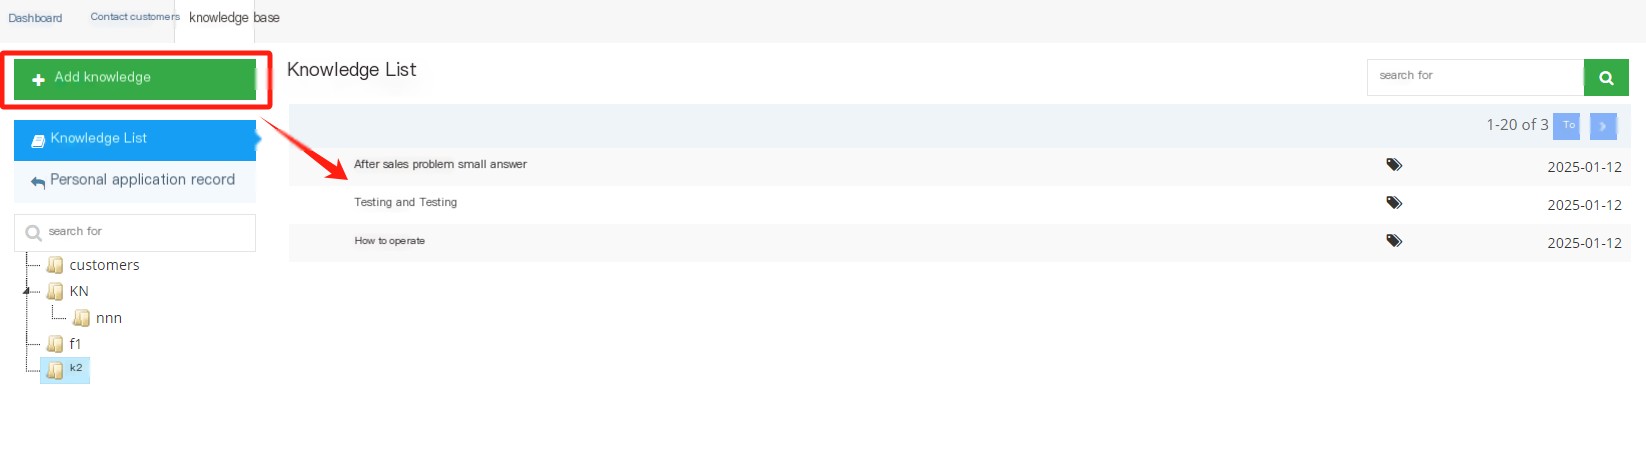 Dashboard Contact customers knowledge base
Add knowledge
Knowledge List
search for
Knowledge List
1-20 of 3 To
Personal application record
After sales problem small answer 2025-01-12
Testing and Testing 2025-01-12
How to operate 2025-01-12
search for
customers
KN
nnn
f1
k2